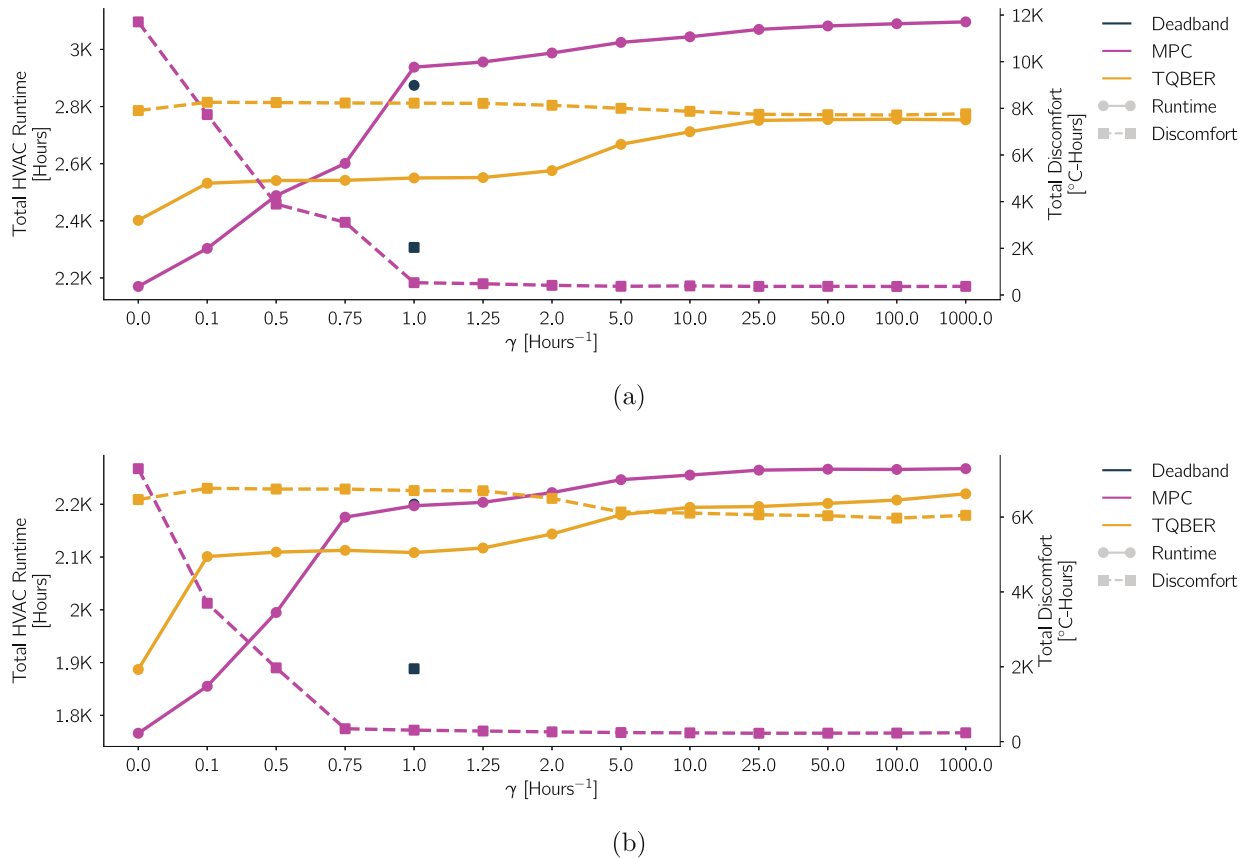 3K
2.8K
2.6K
2.4K
2.2K
Total HVAC Runtime
[Hours]
12K
10K
8K
6K
4K
2K
0
Total Discomfort
[°C-Hours]
0.0 0.1 0.5 0.75 1.0 1.25 2.0 5.0 10.0 25.0 50.0 100.0 1000.0
γ [Hours⁻¹]
Deadband
MPC
TQBER
Runtime
Discomfort
(a)
2.2K
2.1K
2K
1.9K
1.8K
Total HVAC Runtime
[Hours]
6K
4K
2K
0
Total Discomfort
[°C-Hours]
0.0 0.1 0.5 0.75 1.0 1.25 2.0 5.0 10.0 25.0 50.0 100.0 1000.0
γ [Hours⁻¹]
Deadband
MPC
TQBER
Runtime
Discomfort
(b)